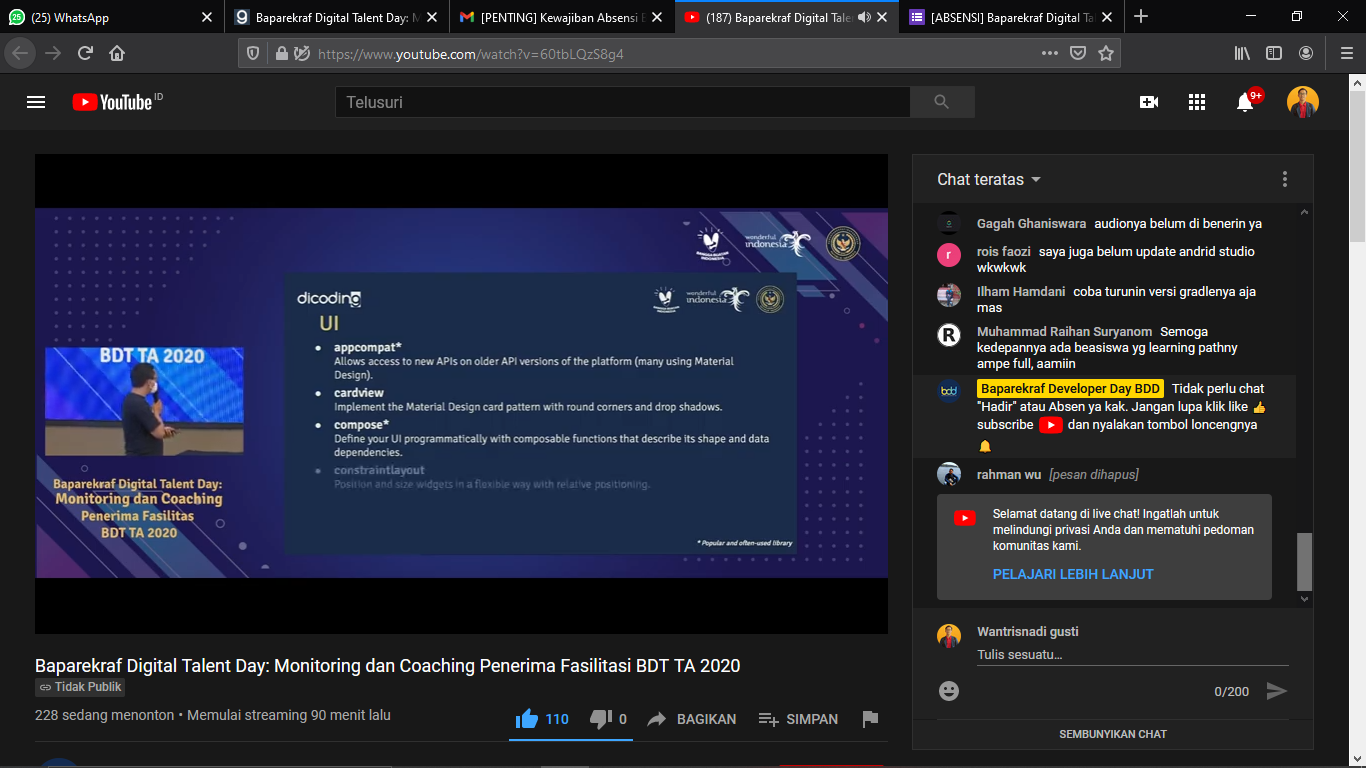 (25) WhatsApp
Baparekraf Digital Talent Day: M
[PENTING] Kewajiban Absensi B
(187) Baparekraf Digital Tale
[ABSENSI] Baparekraf Digital Ta
https://www.youtube.com/watch?v=60tbLQzS8g4
YouTube ID
Telusuri
9+
wonderful
indonesia
BANGGA BUATAN
INDONESIA
dicoding
wonderful
indonesia
UI
• appcompat*
Allows access to new APIs on older API versions of the platform (many using Material
Design).
• cardview
Implement the Material Design card pattern with round corners and drop shadows.
• compose*
Define your UI programmatically with composable functions that describe its shape and data
dependencies.
• constraintlayout
Position and size widgets in a flexible way with relative positioning.
* Popular and often-used library
BDT TA 2020
Baparekraf Digital Talent Day:
Monitoring dan Coaching
Penerima Fasilitas
BDT TA 2020
Baparekraf Digital Talent Day: Monitoring dan Coaching Penerima Fasilitasi BDT TA 2020
Tidak Publik
228 sedang menonton • Memulai streaming 90 menit lalu
110
0
BAGIKAN
SIMPAN
Chat teratas
Gagah Ghaniswara audionya belum di benerin ya
r
rois faozi saya juga belum update andrid studio
wkwkwk
Ilham Hamdani coba turunin versi gradlenya aja
mas
R
Muhammad Raihan Suryanom Semoga
kedepannya ada beasiswa yg learning pathny
ampe full, aamiin
bdd
Baparekraf Developer Day BDD Tidak perlu chat
"Hadir" atau Absen ya kak. Jangan lupa klik like 👍
subscribe dan nyalakan tombol loncengnya
🔔
rahman wu [pesan dihapus]
Selamat datang di live chat! Ingatlah untuk
melindungi privasi Anda dan mematuhi pedoman
komunitas kami.
PELAJARI LEBIH LANJUT
Wantrisnadi gusti
Tulis sesuatu...
0/200
SEMBUNYIKAN CHAT